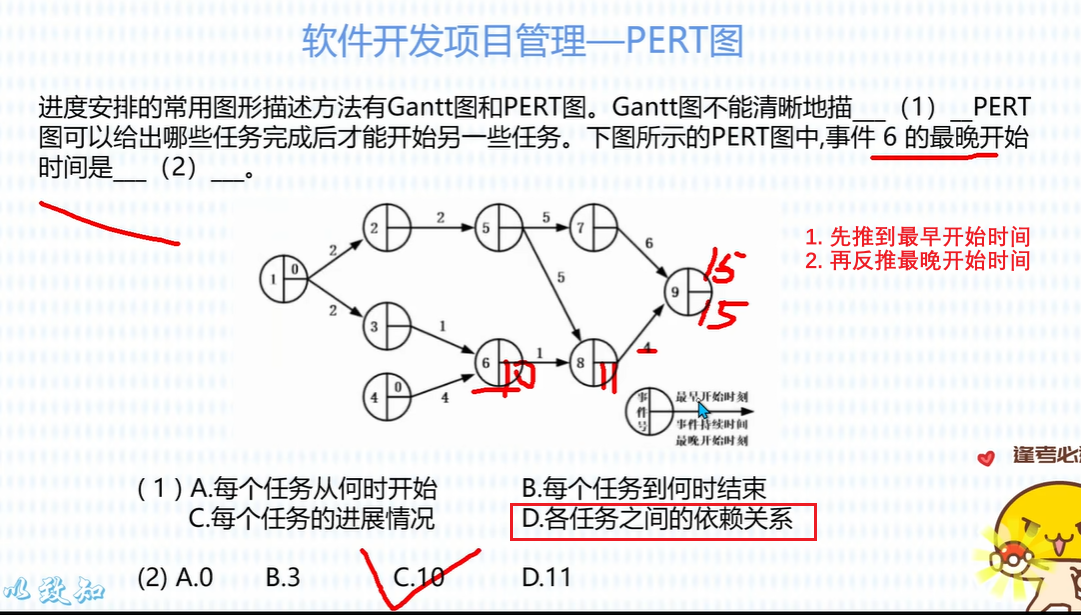 软件开发项目管理—PERT图
进度安排的常用图形描述方法有Gantt图和PERT图。Gantt图不能清晰地描___（1）__PERT
图可以给出哪些任务完成后才能开始另一些任务。下图所示的PERT图中,事件 6 的最晚开始
时间是___（2）___。
1. 先推到最早开始时间
2. 再反推最晚开始时间
2 2 5 5 7
2 6
1 0 15
5 9
2 15
3 1
6 10 1 8 11 4
4 0 4
事件号 最早开始时刻
事件持续时间
最晚开始时刻
逢考必
( 1 ) A.每个任务从何时开始 B.每个任务到何时结束
C.每个任务的进展情况 D.各任务之间的依赖关系
(2) A.0 B.3 C.10 D.11
以致知